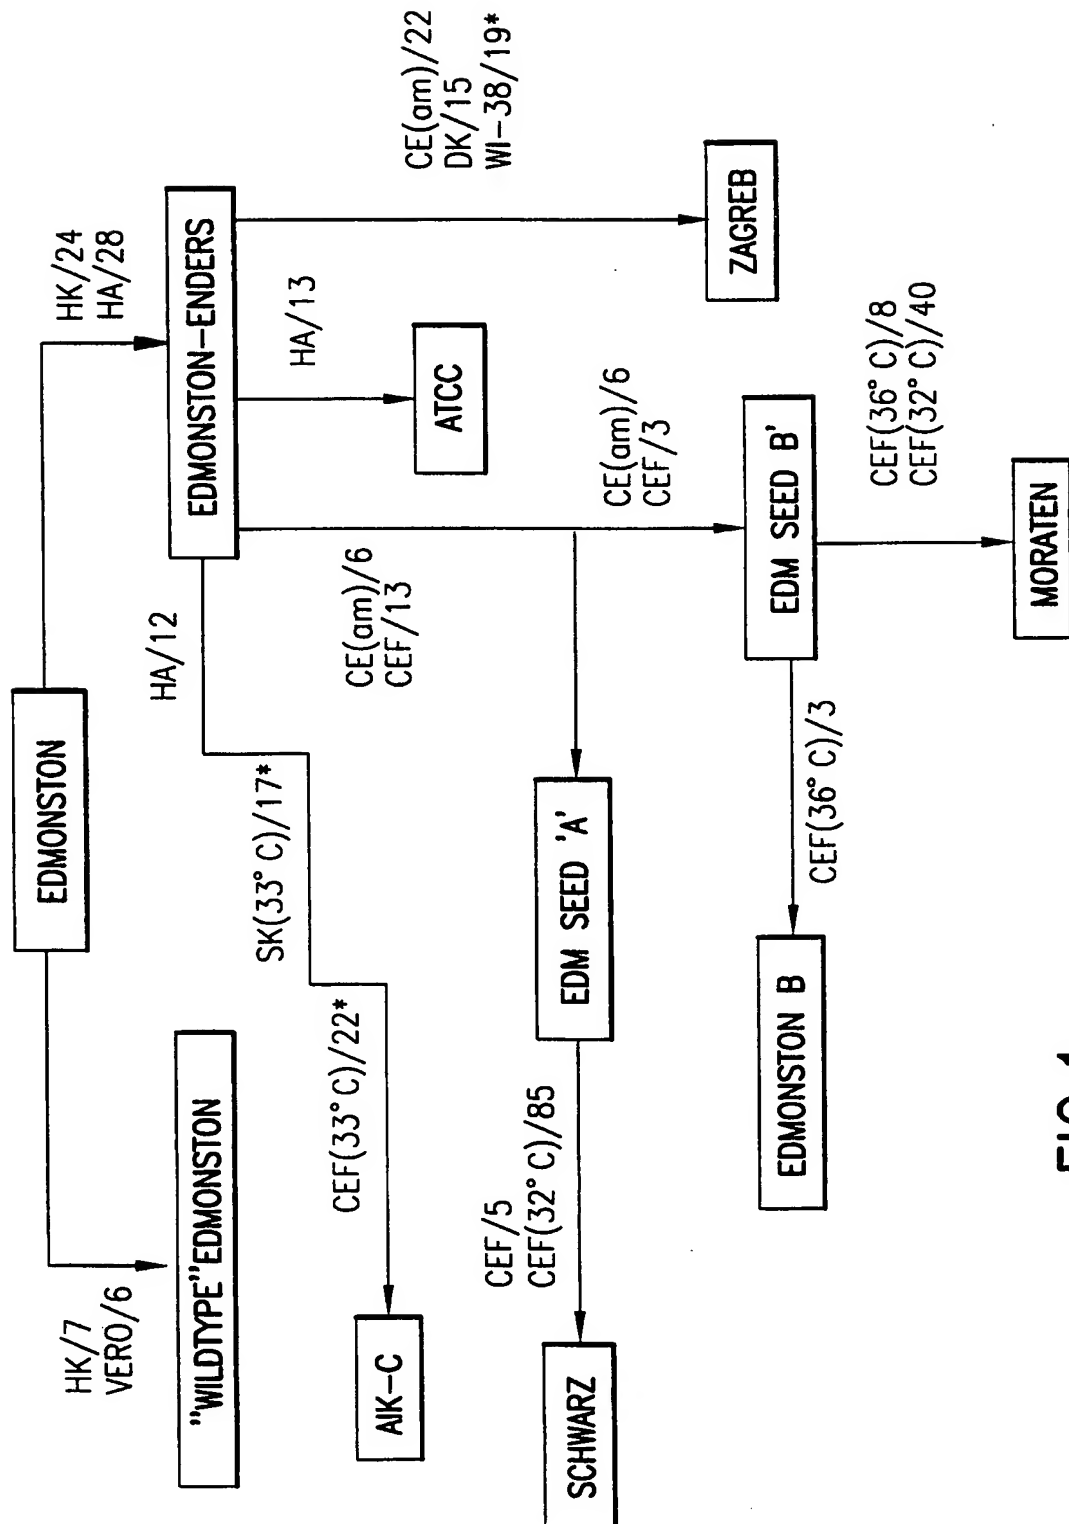 EDMONSTON
HK/7
VERO/6
HK/24
HA/28
"WILDTYPE"EDMONSTON
EDMONSTON-ENDERS
HA/12
SK(33° C)/17*
CEF(33° C)/22*
AIK-C
CE(am)/6
CEF/13
HA/13
ATCC
CE(am)/22
DK/15
WI-38/19*
ZAGREB
EDM SEED 'A'
CEF/5
CEF(32° C)/85
SCHWARZ
CE(am)/6
CEF/3
EDM SEED B'
CEF(36° C)/3
EDMONSTON B
CEF(36° C)/8
CEF(32° C)/40
MORATEN